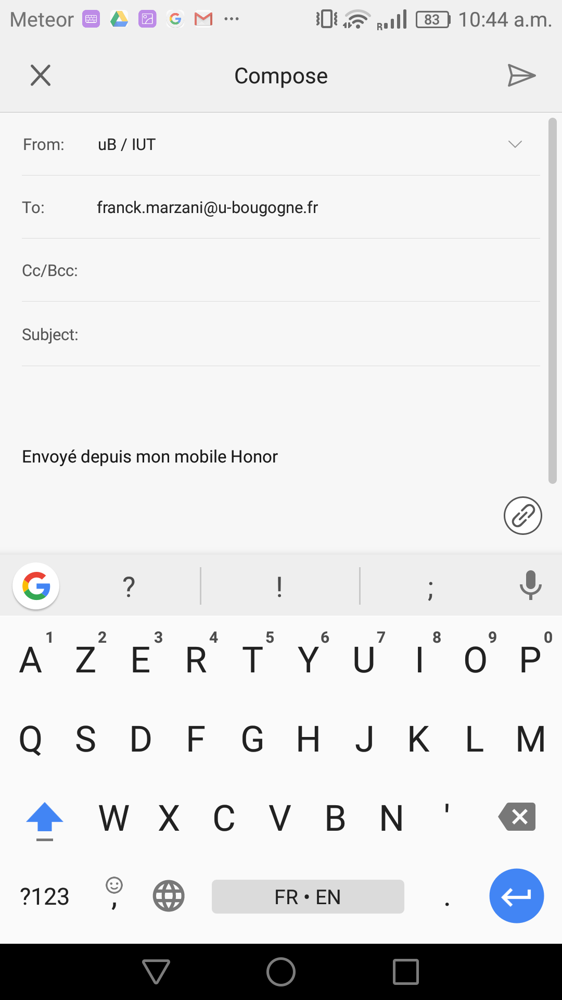 Meteor 83 10:44 a.m.
Compose
From: uB / IUT
To: franck.marzani@u-bougogne.fr
Cc/Bcc:
Subject:
Envoyé depuis mon mobile Honor
? ! ;
1 2 3 4 5 6 7 8 9 0
A Z E R T Y U I O P
Q S D F G H J K L M
W X C V B N '
?123 , FR • EN .